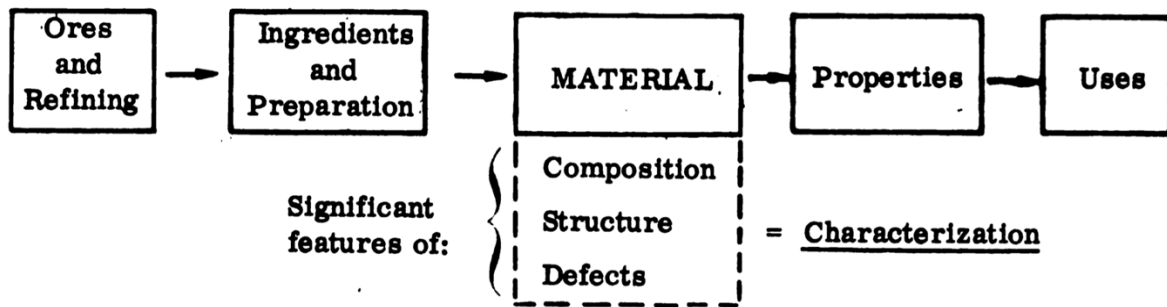 Ores
and
Refining
Ingredients
and
Preparation
MATERIAL
Properties
Uses
Significant
features of:
Composition
Structure
Defects
= Characterization